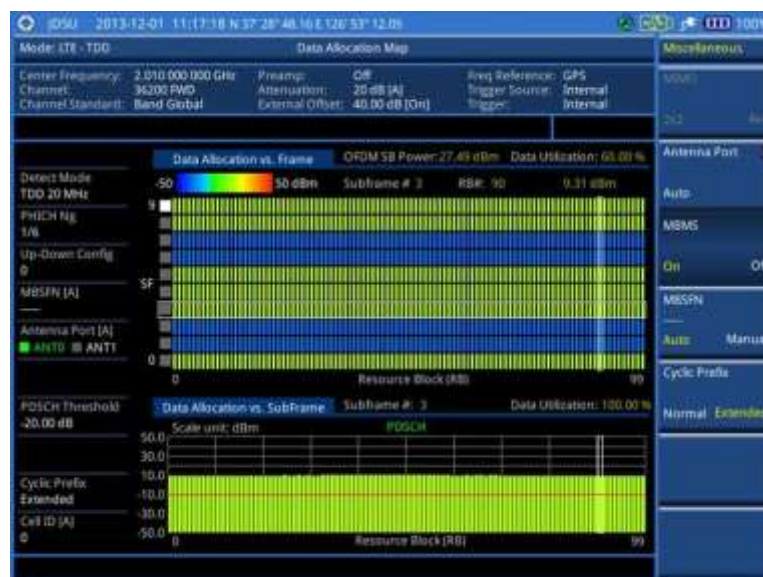 JDSU 2013-12-01 11:17:18 N 37° 28' 48.16 E 126° 53' 12.09 100%
Mode: LTE - TDD Data Allocation Map Miscellaneous
Center Frequency: 2.010 000 000 GHz Preamp: Off Freq Reference: GPS
Channel: 36200 FWD Attenuation: 20 dB [A] Trigger Source: Internal
Channel Standard: Band Global External Offset: 40.00 dB [On] Trigger: Internal
MIMO
2x2
Data Allocation vs. Frame OFDM SB Power: 27.49 dBm Data Utilization: 60.00 %
Antenna Port
Auto
Detect Mode
TDD 20 MHz
-50 50 dBm Subframe # 3 RB#: 90 9.31 dBm
PHICH Ng
1/6
9
MBMS
On
Up-Down Config
0
SF
MBSFN [A]
----
MBSFN
----
Auto Manua
Antenna Port [A]
ANT0 ANT1
0
0 Resource Block (RB) 99
Cyclic Prefix
Normal Extended
PDSCH Threshold
-20.00 dB
Data Allocation vs. SubFrame Subframe #: 3 Data Utilization: 100.00 %
Scale unit: dBm PDSCH
50.0
30.0
10.0
-10.0
-30.0
-50.0
Cyclic Prefix
Extended
Cell ID [A]
0
0 Resource Block (RB) 99